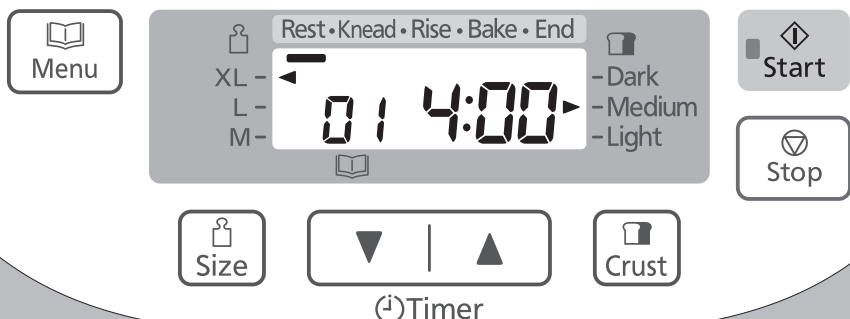 Menu
Rest • Knead • Rise • Bake • End
XL
L
M
01 4:00
Dark
Medium
Light
Start
Stop
Size
Crust
Timer